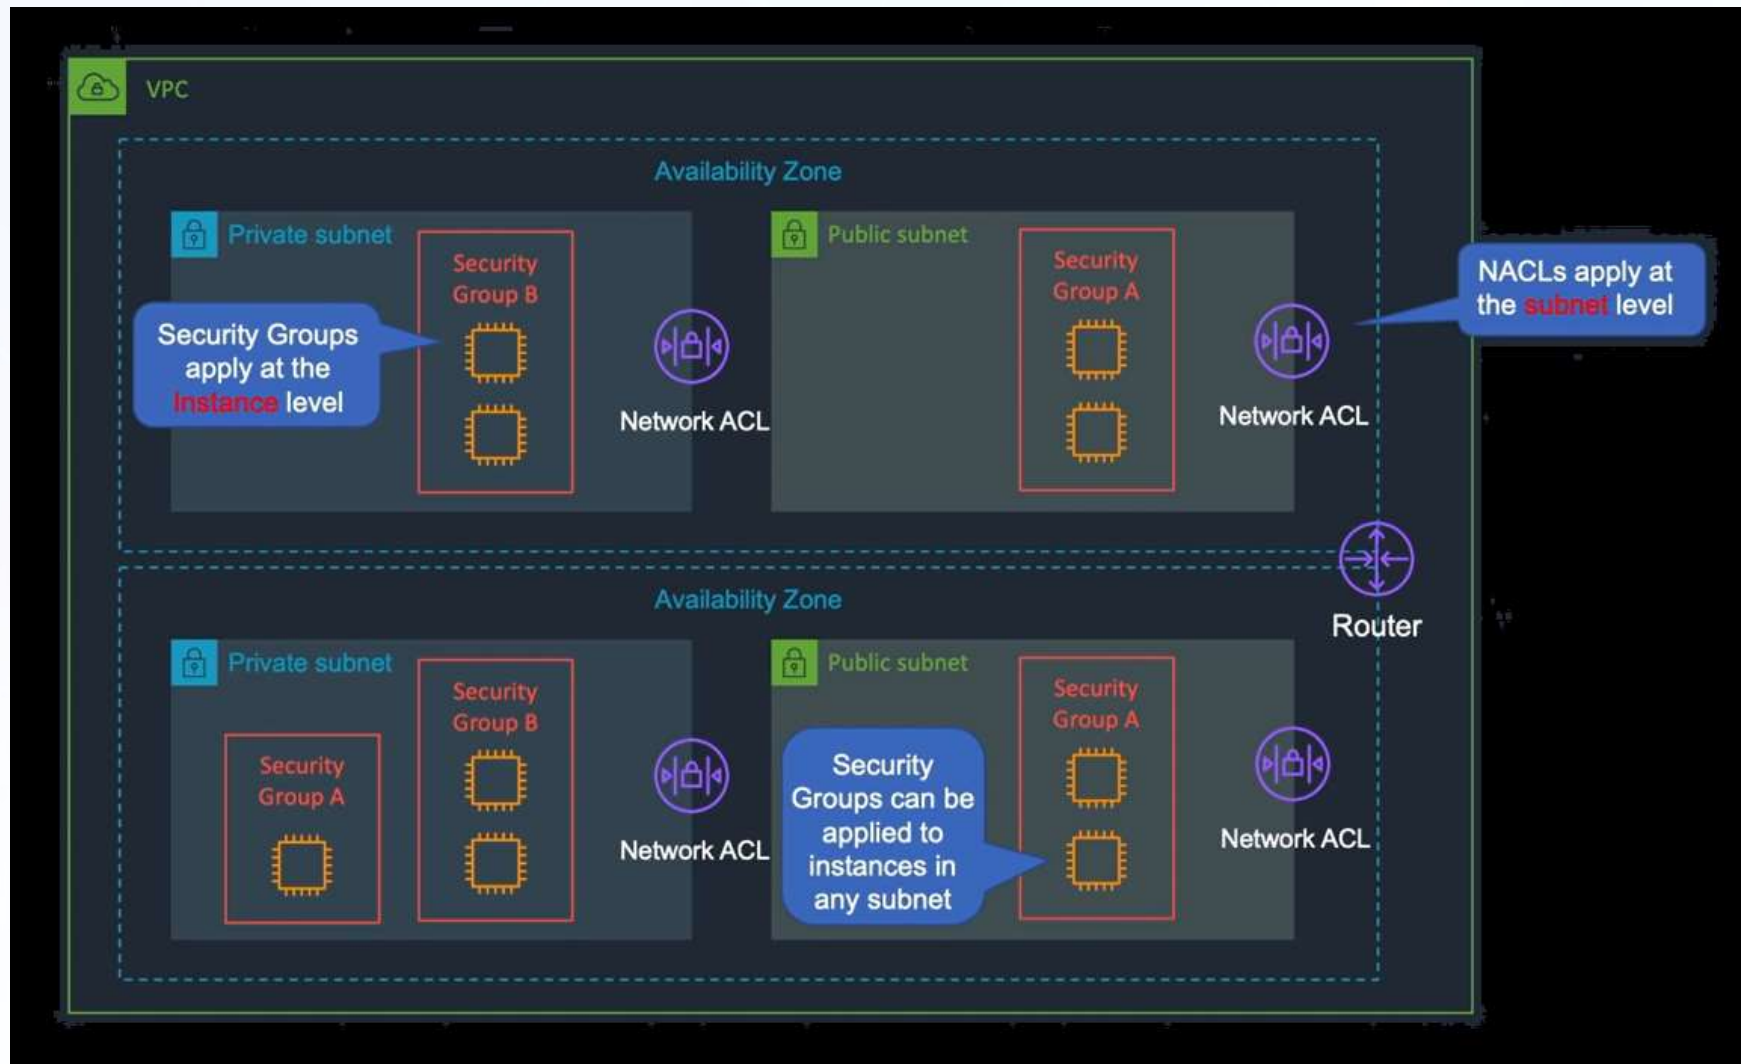 VPC
Availability Zone
Private subnet
Security
Group B
Security Groups
apply at the
Instance level
Network ACL
Public subnet
Security
Group A
Network ACL
NACLs apply at
the subnet level
Router
Availability Zone
Private subnet
Security
Group A
Security
Group B
Network ACL
Public subnet
Security
Group A
Security
Groups can be
applied to
instances in
any subnet
Network ACL